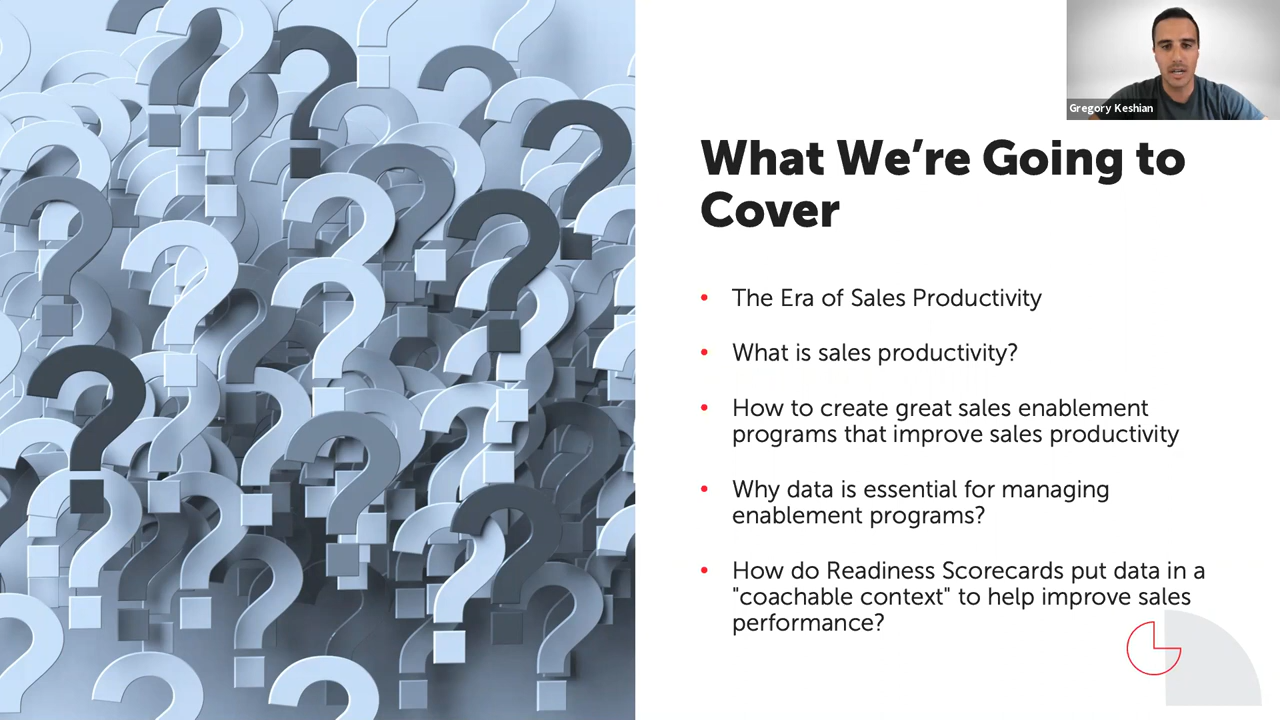 Gregory Keshian
What We’re Going to
Cover
• The Era of Sales Productivity
• What is sales productivity?
• How to create great sales enablement
programs that improve sales productivity
• Why data is essential for managing
enablement programs?
• How do Readiness Scorecards put data in a
"coachable context" to help improve sales
performance?